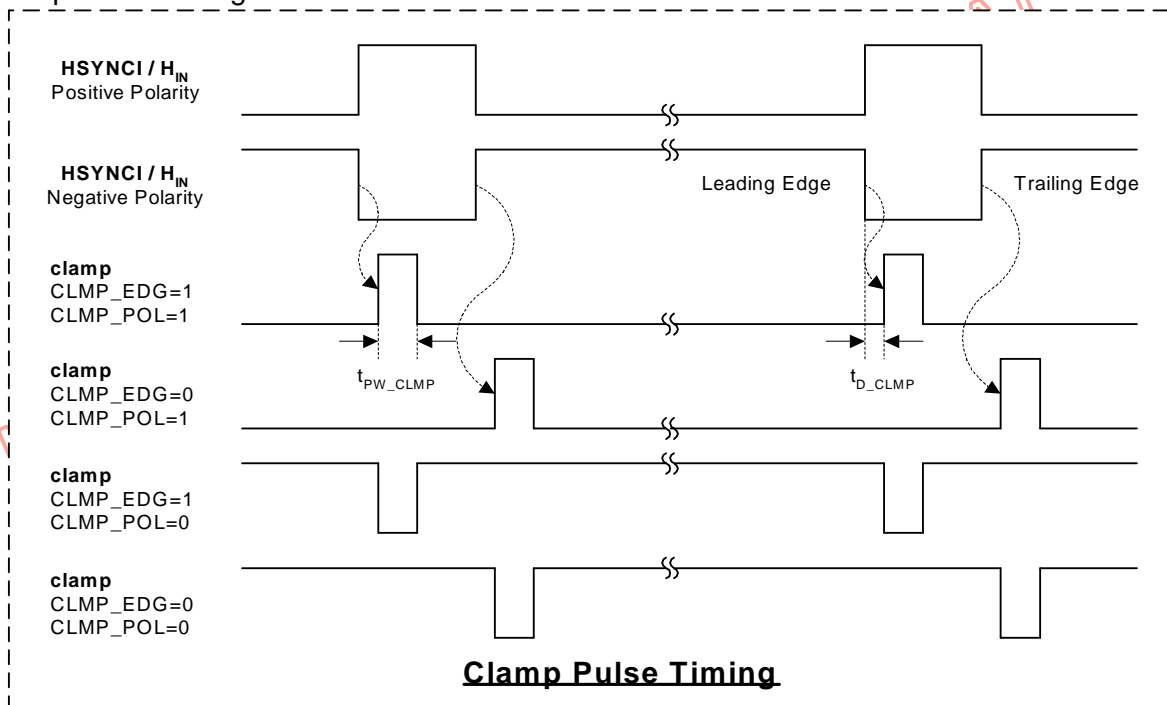 HSYNCI / HIN
Positive Polarity
HSYNCI / HIN
Negative Polarity
Leading Edge
Trailing Edge
clamp
CLMP_EDG=1
CLMP_POL=1
tPW_CLMP
tD_CLMP
clamp
CLMP_EDG=0
CLMP_POL=1
clamp
CLMP_EDG=1
CLMP_POL=0
clamp
CLMP_EDG=0
CLMP_POL=0
Clamp Pulse Timing